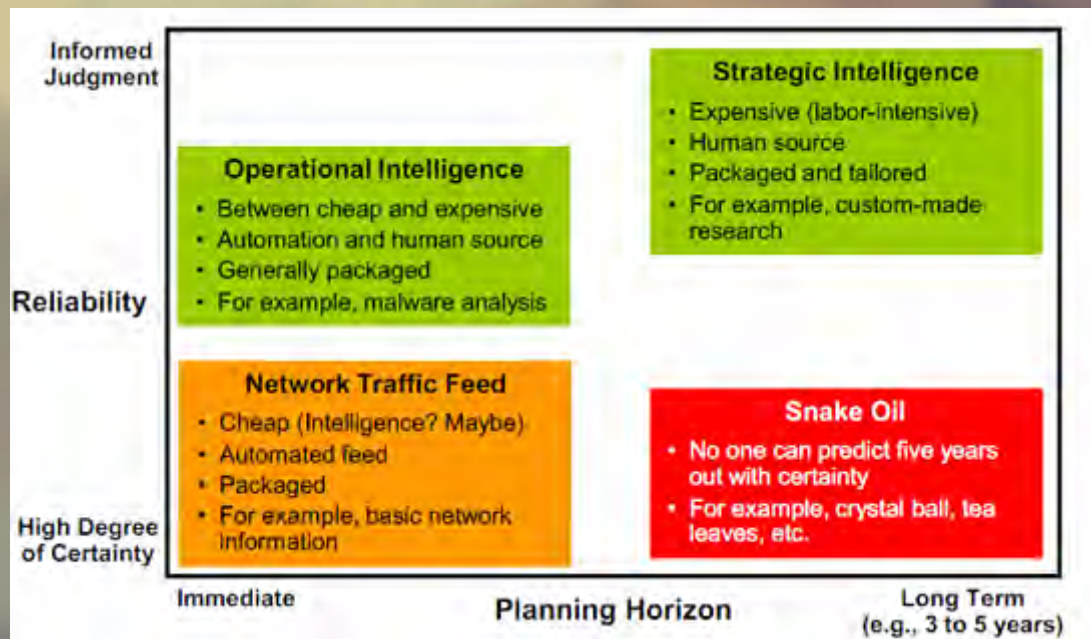 Informed
Judgment
Strategic Intelligence
• Expensive (labor-intensive)
• Human source
• Packaged and tailored
• For example, custom-made
research
Operational Intelligence
• Between cheap and expensive
• Automation and human source
• Generally packaged
• For example, malware analysis
Reliability
Network Traffic Feed
• Cheap (Intelligence? Maybe)
• Automated feed
• Packaged
• For example, basic network
information
Snake Oil
• No one can predict five years
out with certainty
• For example, crystal ball, tea
leaves, etc.
High Degree
of Certainty
Immediate
Planning Horizon
Long Term
(e.g., 3 to 5 years)